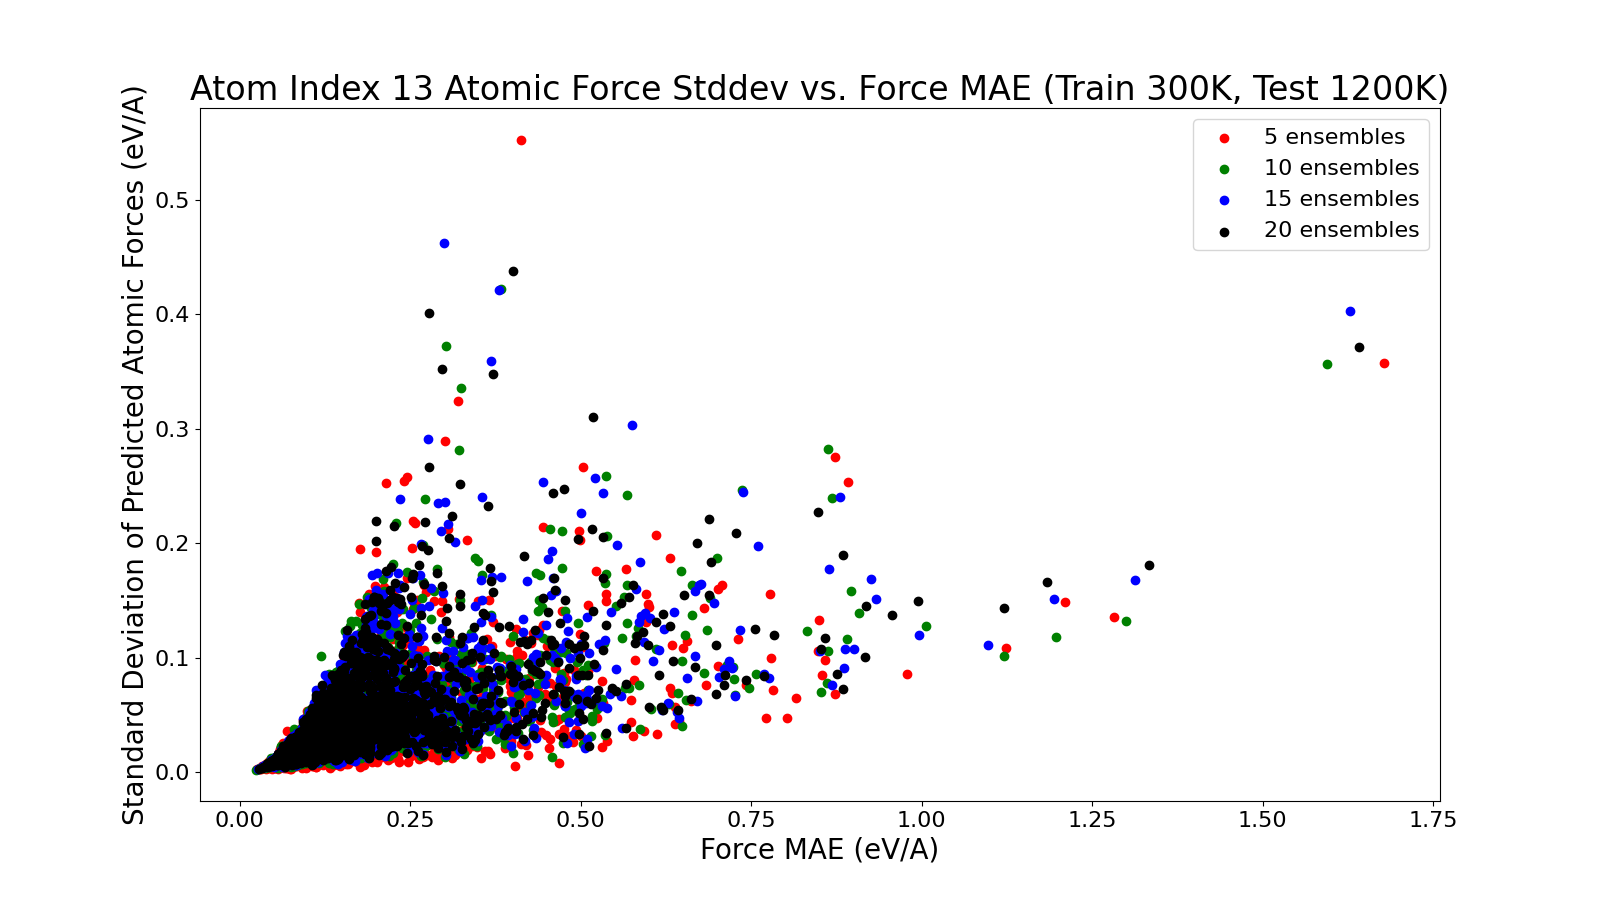 Atom Index 13 Atomic Force Stddev vs. Force MAE (Train 300K, Test 1200K)
Standard Deviation of Predicted Atomic Forces (eV/A)
5 ensembles
10 ensembles
15 ensembles
20 ensembles
0.5
0.4
0.3
0.2
0.1
0.0
0.00 0.25 0.50 0.75 1.00 1.25 1.50 1.75
Force MAE (eV/A)